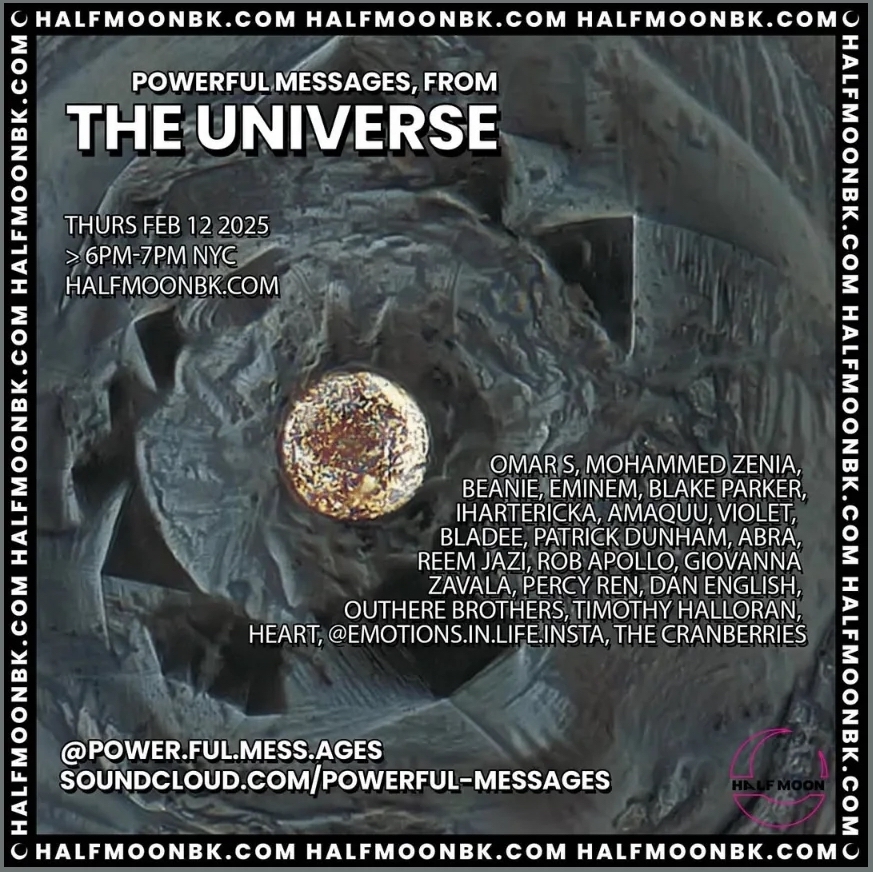 HALFMOONBK.COM HALFMOONBK.COM HALFMOONBK.COM
HALFMOONBK.COM HALFMOONBK.COM HALFMOONBK.COM
HALFMOONBK.COM HALFMOONBK.COM HALFMOONBK.COM
POWERFUL MESSAGES, FROM
THE UNIVERSE
THURS FEB 12 2025
> 6PM-7PM NYC
HALFMOONBK.COM
OMAR S, MOHAMMED ZENIA,
BEANIE, EMINEM, BLAKE PARKER,
IHARTERICKA, AMAQUU, VIOLET,
BLADEE, PATRICK DUNHAM, ABRA,
REEM JAZI, ROB APOLLO, GIOVANNA
ZAVALA, PERCY REN, DAN ENGLISH,
OUTHERE BROTHERS, TIMOTHY HALLORAN,
HEART, @EMOTIONS.IN.LIFE.INSTA, THE CRANBERRIES
@POWER.FUL.MESS.AGES
SOUNDCLOUD.COM/POWERFUL-MESSAGES
HALF MOON
HALFMOONBK.COM HALFMOONBK.COM HALFMOONBK.COM